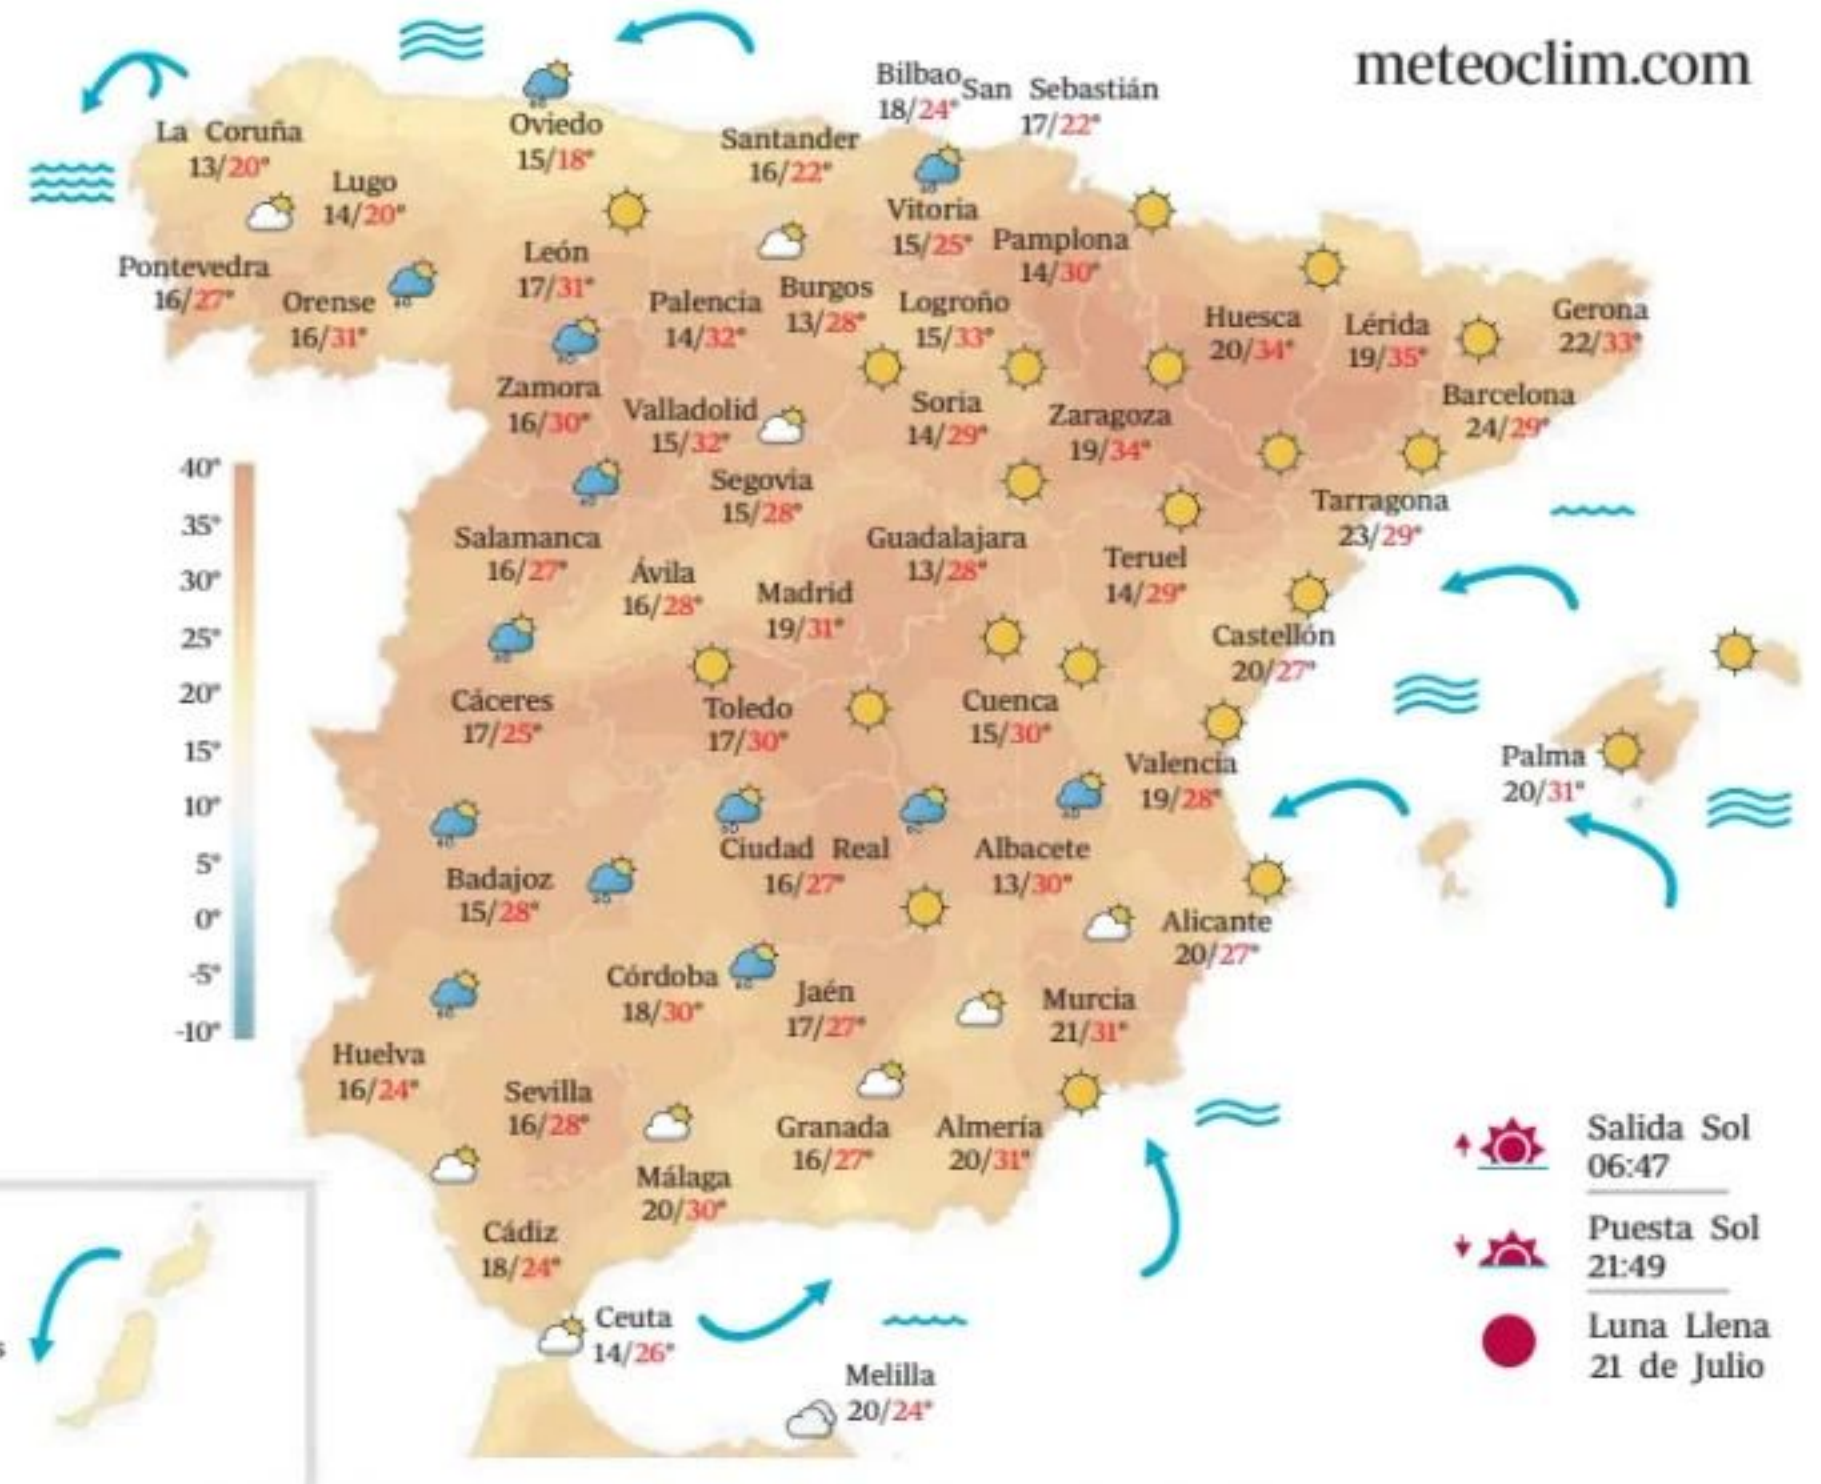 meteoclim.com
Bilbao
18/24°
San Sebastián
17/22°
La Coruña
13/20°
Oviedo
15/18°
Santander
16/22°
Lugo
14/20°
Vitoria
15/25°
Pamplona
14/30°
León
17/31°
Pontevedra
16/27°
Orense
16/31°
Palencia
14/32°
Burgos
13/28°
Logroño
15/33°
Huesca
20/34°
Lérida
19/35°
Gerona
22/33°
Zamora
16/30°
Valladolid
15/32°
Soria
14/29°
Zaragoza
19/34°
Barcelona
24/29°
Segovia
15/28°
Tarragona
23/29°
Salamanca
16/27°
Ávila
16/28°
Madrid
19/31°
Guadalajara
13/28°
Teruel
14/29°
Castellón
20/27°
Cáceres
17/25°
Toledo
17/30°
Cuenca
15/30°
Valencia
19/28°
Palma
20/31°
Badajoz
15/28°
Ciudad Real
16/27°
Albacete
13/30°
Alicante
20/27°
Córdoba
18/30°
Jaén
17/27°
Murcia
21/31°
Huelva
16/24°
Sevilla
16/28°
Málaga
20/30°
Granada
16/27°
Almería
20/31°
Cádiz
18/24°
Ceuta
14/26°
Melilla
20/24°
40°
35°
30°
25°
20°
15°
10°
5°
0°
-5°
-10°
s
Salida Sol
06:47
Puesta Sol
21:49
Luna Llena
21 de Julio